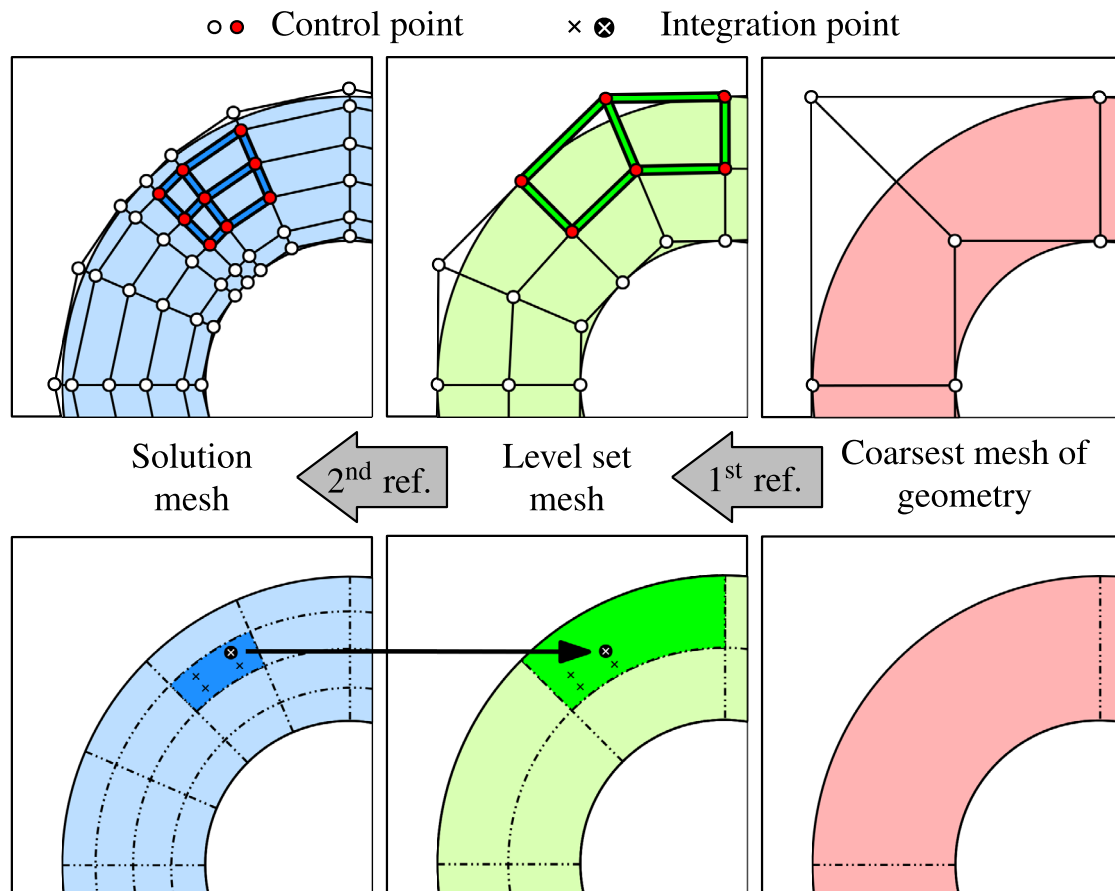 Control point
Integration point
Solution
mesh
2nd ref.
Level set
mesh
1st ref.
Coarsest mesh of
geometry